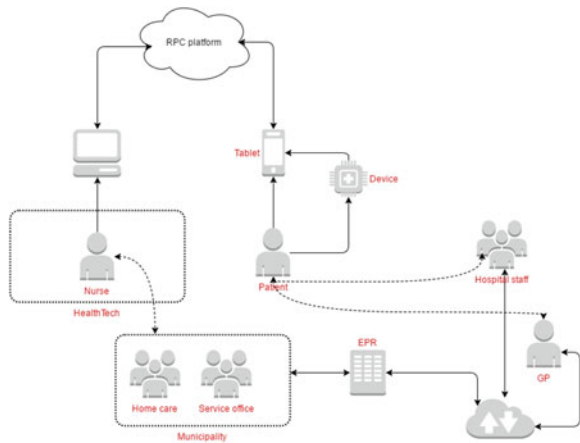 RPC platform
Tablet
Device
Nurse
HealthTech
Patient
Hospital staff
EPR
GP
Home care
Service office
Municipality